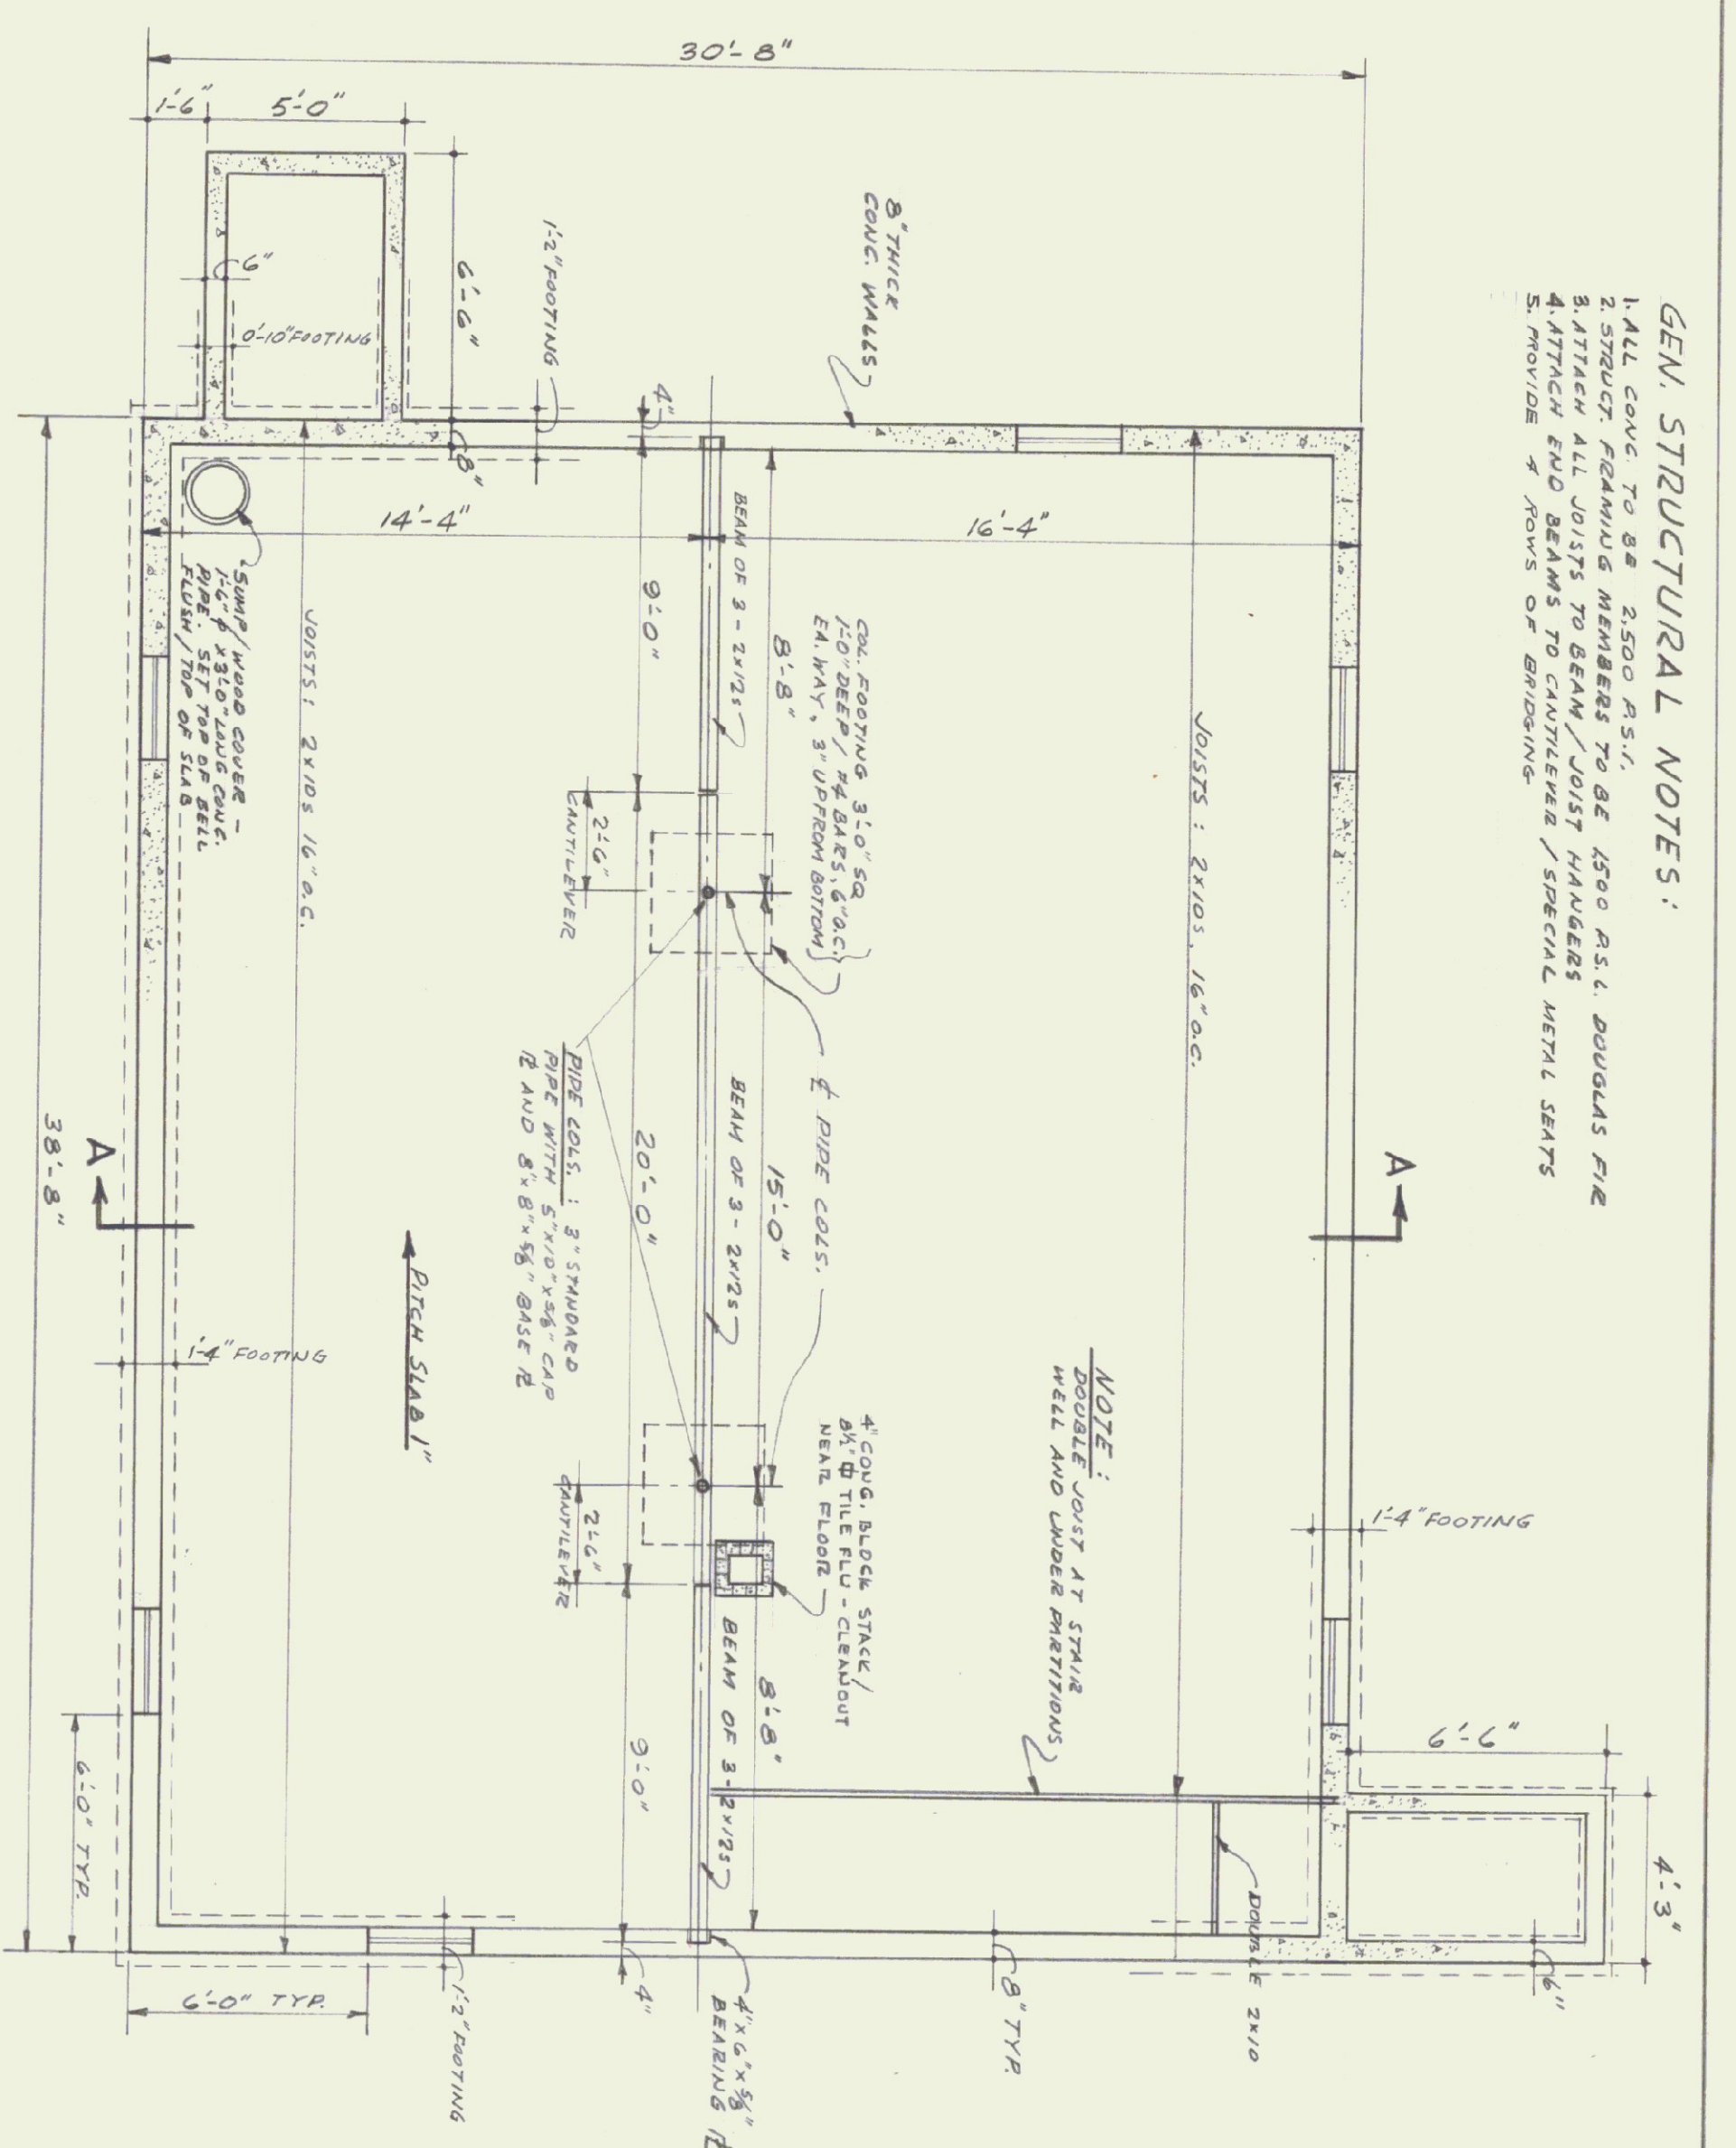 GEN. STRUCTURAL NOTES:
1. ALL CONC. TO BE 2,500 P.S.I.
2. STRUCT. FRAMING MEMBERS TO BE 1500 P.S.I. DOUGLAS FIR
3. ATTACH ALL JOISTS TO BEAM / JOIST HANGERS
4. ATTACH END BEAMS TO CANTILEVER / SPECIAL METAL SEATS
5. PROVIDE 4 ROWS OF BRIDGING
30'-8"
1'-6"
5'-0"
6'-6"
6"
0'-10" FOOTING
1'-2" FOOTING
8" THICK
CONC. WALLS
4"
8"
14'-4"
16'-4"
BEAM OF 3 - 2x12s
9'-0"
8'-8"
SUMP / WOOD COVER -
1'-6" φ x 3'-0" LONG CONC.
PIPE. SET TOP OF BELL
FLUSH / TOP OF SLAB
JOISTS : 2x10s 16" O.C.
COL. FOOTING 3'-0" SQ
1'-0" DEEP / #4 BARS, 6" O.C.
EA. WAY, 3" UP FROM BOTTOM
JOISTS : 2x10s, 16" O.C.
2'-6"
CANTILEVER
℄ PIPE COLS.
PIPE COLS. : 3" STANDARD
PIPE WITH 5"x10"x5/8" CAP
PL AND 8"x8"x5/8" BASE PL
BEAM OF 3 - 2x12s
20'-0"
15'-0"
A
A
38'-8"
PITCH SLAB 1"
1'-4" FOOTING
2'-6"
CANTILEVER
4" CONC. BLOCK STACK /
8½" TILE FLU - CLEANOUT
NEAR FLOOR
NOTE :
DOUBLE JOIST AT STAIR
WELL AND UNDER PARTITIONS
1'-4" FOOTING
BEAM OF 3 - 2x12s
8'-8"
9'-0"
6'-6"
4'-3"
6"
DOUBLE 2x10
6'-0" TYP.
6'-0" TYP.
1'-2" FOOTING
4"
4" x 6" x 5/8"
BEARING PL
8" TYP.